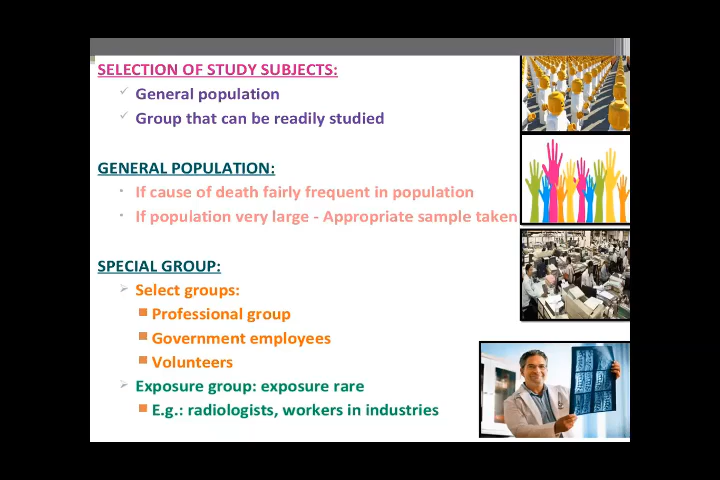 SELECTION OF STUDY SUBJECTS:
General population
Group that can be readily studied
GENERAL POPULATION:
If cause of death fairly frequent in population
If population very large - Appropriate sample taken
SPECIAL GROUP:
Select groups:
Professional group
Government employees
Volunteers
Exposure group: exposure rare
E.g.: radiologists, workers in industries